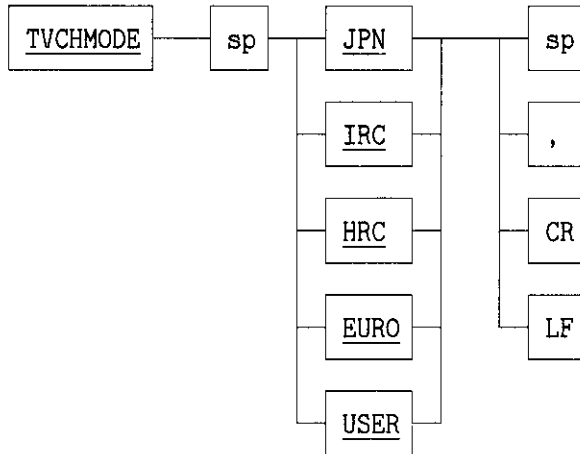 TVCHMODE sp JPN sp
IRC ,
HRC CR
EURO LF
USER